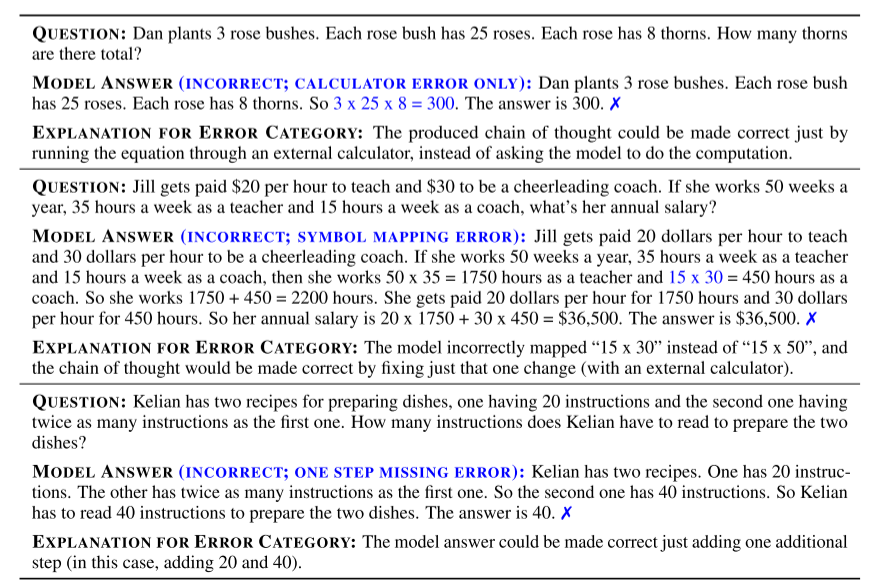 QUESTION: Dan plants 3 rose bushes. Each rose bush has 25 roses. Each rose has 8 thorns. How many thorns
are there total?
MODEL ANSWER (INCORRECT; CALCULATOR ERROR ONLY): Dan plants 3 rose bushes. Each rose bush
has 25 roses. Each rose has 8 thorns. So 3 x 25 x 8 = 300. The answer is 300. ✗
EXPLANATION FOR ERROR CATEGORY: The produced chain of thought could be made correct just by
running the equation through an external calculator, instead of asking the model to do the computation.
QUESTION: Jill gets paid $20 per hour to teach and $30 to be a cheerleading coach. If she works 50 weeks a
year, 35 hours a week as a teacher and 15 hours a week as a coach, what's her annual salary?
MODEL ANSWER (INCORRECT; SYMBOL MAPPING ERROR): Jill gets paid 20 dollars per hour to teach
and 30 dollars per hour to be a cheerleading coach. If she works 50 weeks a year, 35 hours a week as a teacher
and 15 hours a week as a coach, then she works 50 x 35 = 1750 hours as a teacher and 15 x 30 = 450 hours as a
coach. So she works 1750 + 450 = 2200 hours. She gets paid 20 dollars per hour for 1750 hours and 30 dollars
per hour for 450 hours. So her annual salary is 20 x 1750 + 30 x 450 = $36,500. The answer is $36,500. ✗
EXPLANATION FOR ERROR CATEGORY: The model incorrectly mapped “15 x 30” instead of “15 x 50”, and
the chain of thought would be made correct by fixing just that one change (with an external calculator).
QUESTION: Kelian has two recipes for preparing dishes, one having 20 instructions and the second one having
twice as many instructions as the first one. How many instructions does Kelian have to read to prepare the two
dishes?
MODEL ANSWER (INCORRECT; ONE STEP MISSING ERROR): Kelian has two recipes. One has 20 instruc-
tions. The other has twice as many instructions as the first one. So the second one has 40 instructions. So Kelian
has to read 40 instructions to prepare the two dishes. The answer is 40. ✗
EXPLANATION FOR ERROR CATEGORY: The model answer could be made correct just adding one additional
step (in this case, adding 20 and 40).